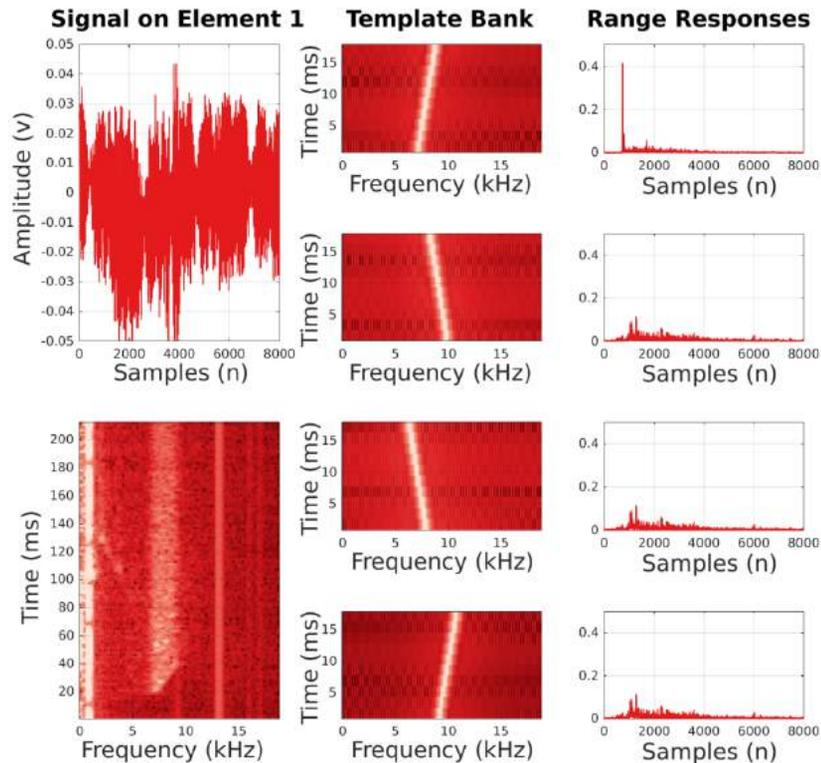 Signal on Element 1
Template Bank
Range Responses
0.05
0.04
0.03
0.02
0.01
0
-0.01
-0.02
-0.03
-0.04
-0.05
Amplitude (v)
0 2000 4000 6000 8000
Samples (n)
15
10
5
Time (ms)
0 5 10 15
Frequency (kHz)
0.4
0.2
0
0 2000 4000 6000 8000
Samples (n)
15
10
5
Time (ms)
0 5 10 15
Frequency (kHz)
0.4
0.2
0
0 2000 4000 6000 8000
Samples (n)
200
180
160
140
120
100
80
60
40
20
Time (ms)
0 5 10 15
Frequency (kHz)
15
10
5
Time (ms)
0 5 10 15
Frequency (kHz)
0.4
0.2
0
0 2000 4000 6000 8000
Samples (n)
15
10
5
Time (ms)
0 5 10 15
Frequency (kHz)
0.4
0.2
0
0 2000 4000 6000 8000
Samples (n)